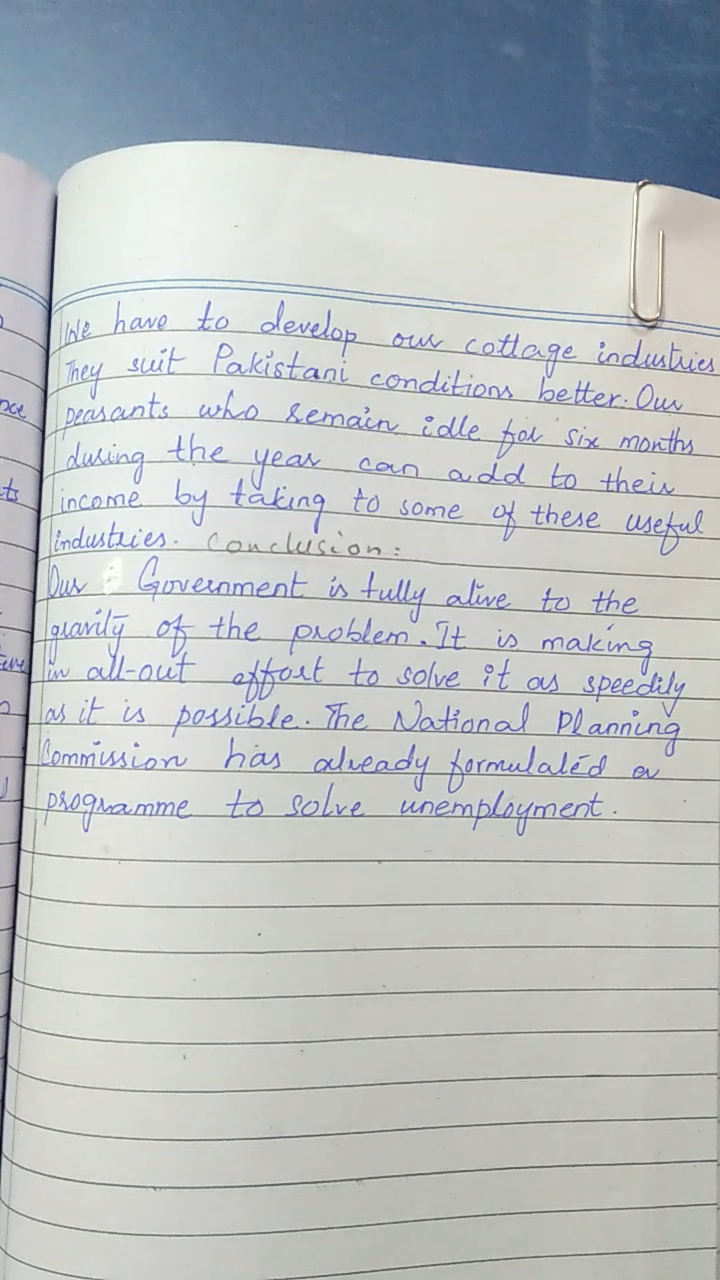 We have to develop our cottage industries
They suit Pakistani conditions better. Our
peasants who remain idle for six months
during the year can add to their
income by taking to some of these useful
industries. Conclusion:
Our Government is fully alive to the
gravity of the problem. It is making
in all-out effort to solve it as speedily
as it is possible. The National Planning
Commission has already formulated a
programme to solve unemployment.